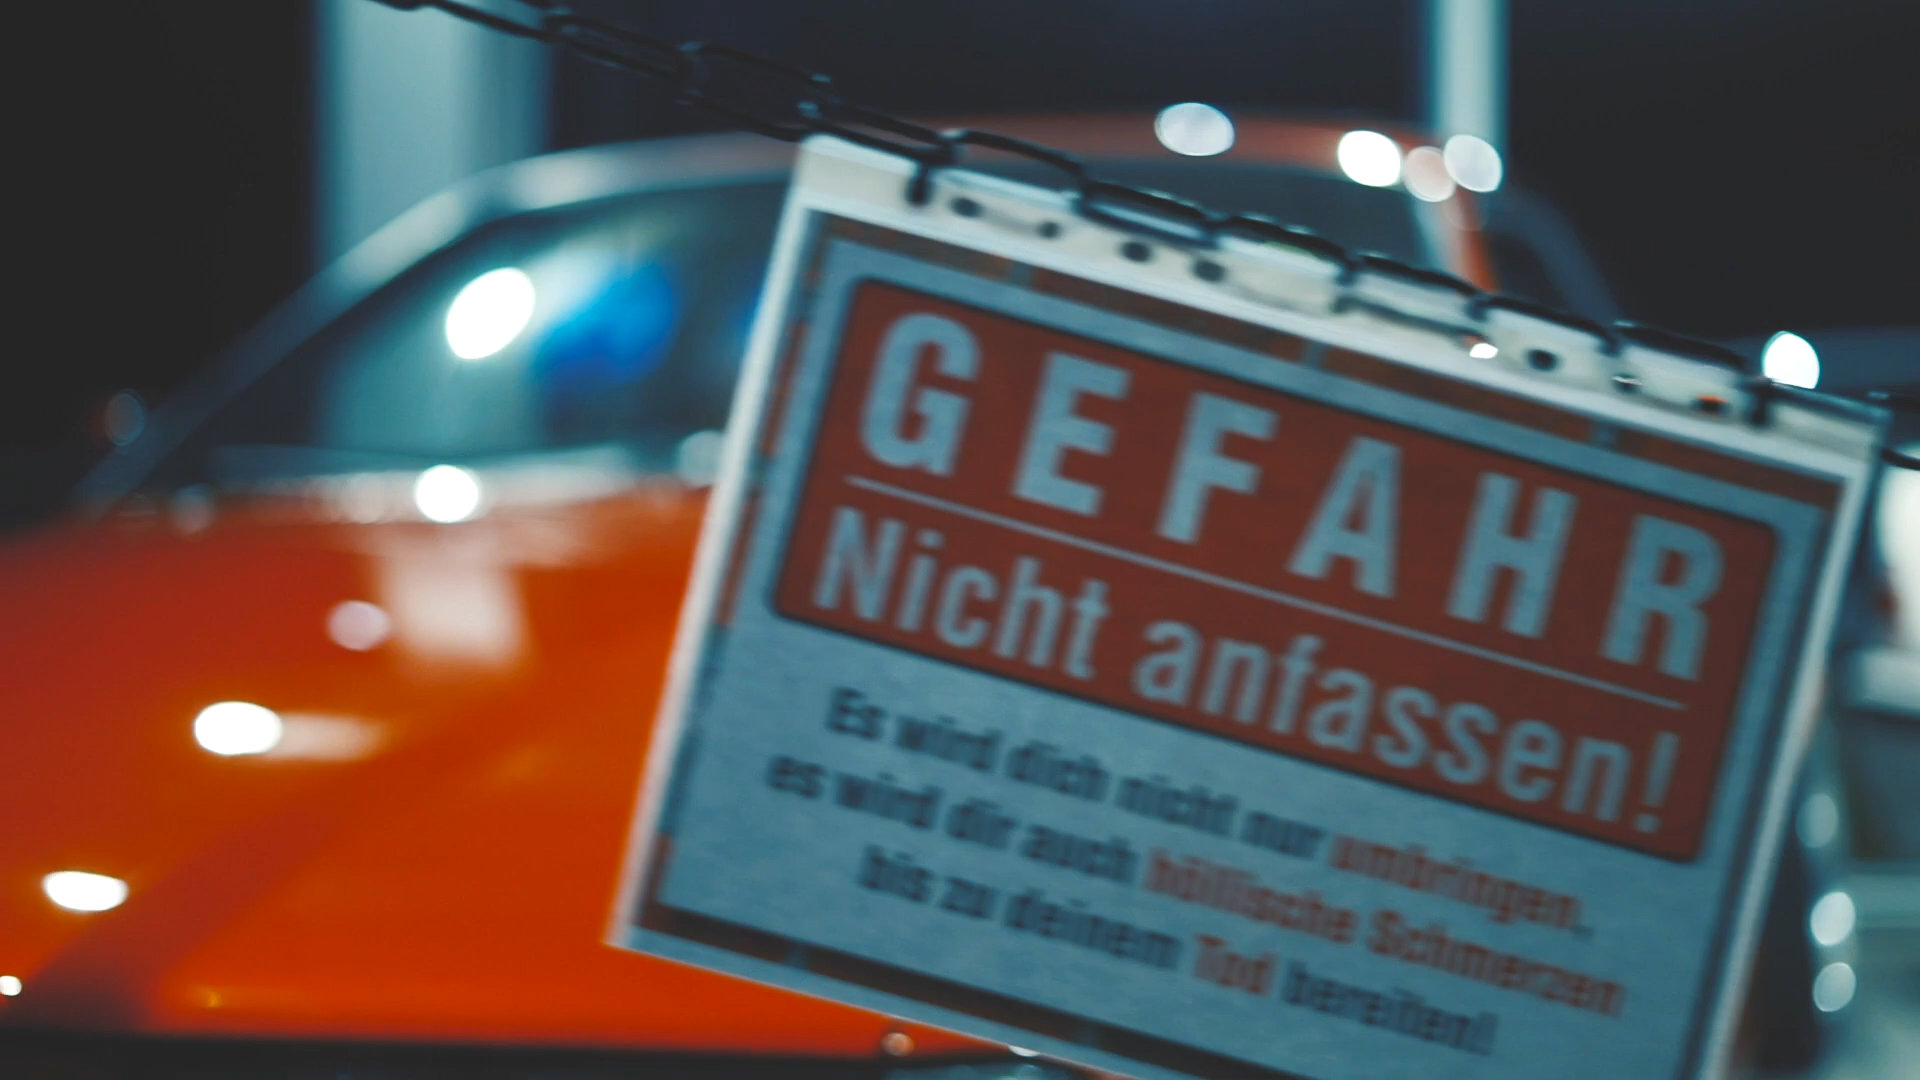 GEFAHR
Nicht anfassen!
Es wird dich nicht nur umbringen,
es wird dir auch höllische Schmerzen
bis zu deinem Tod bereiten!